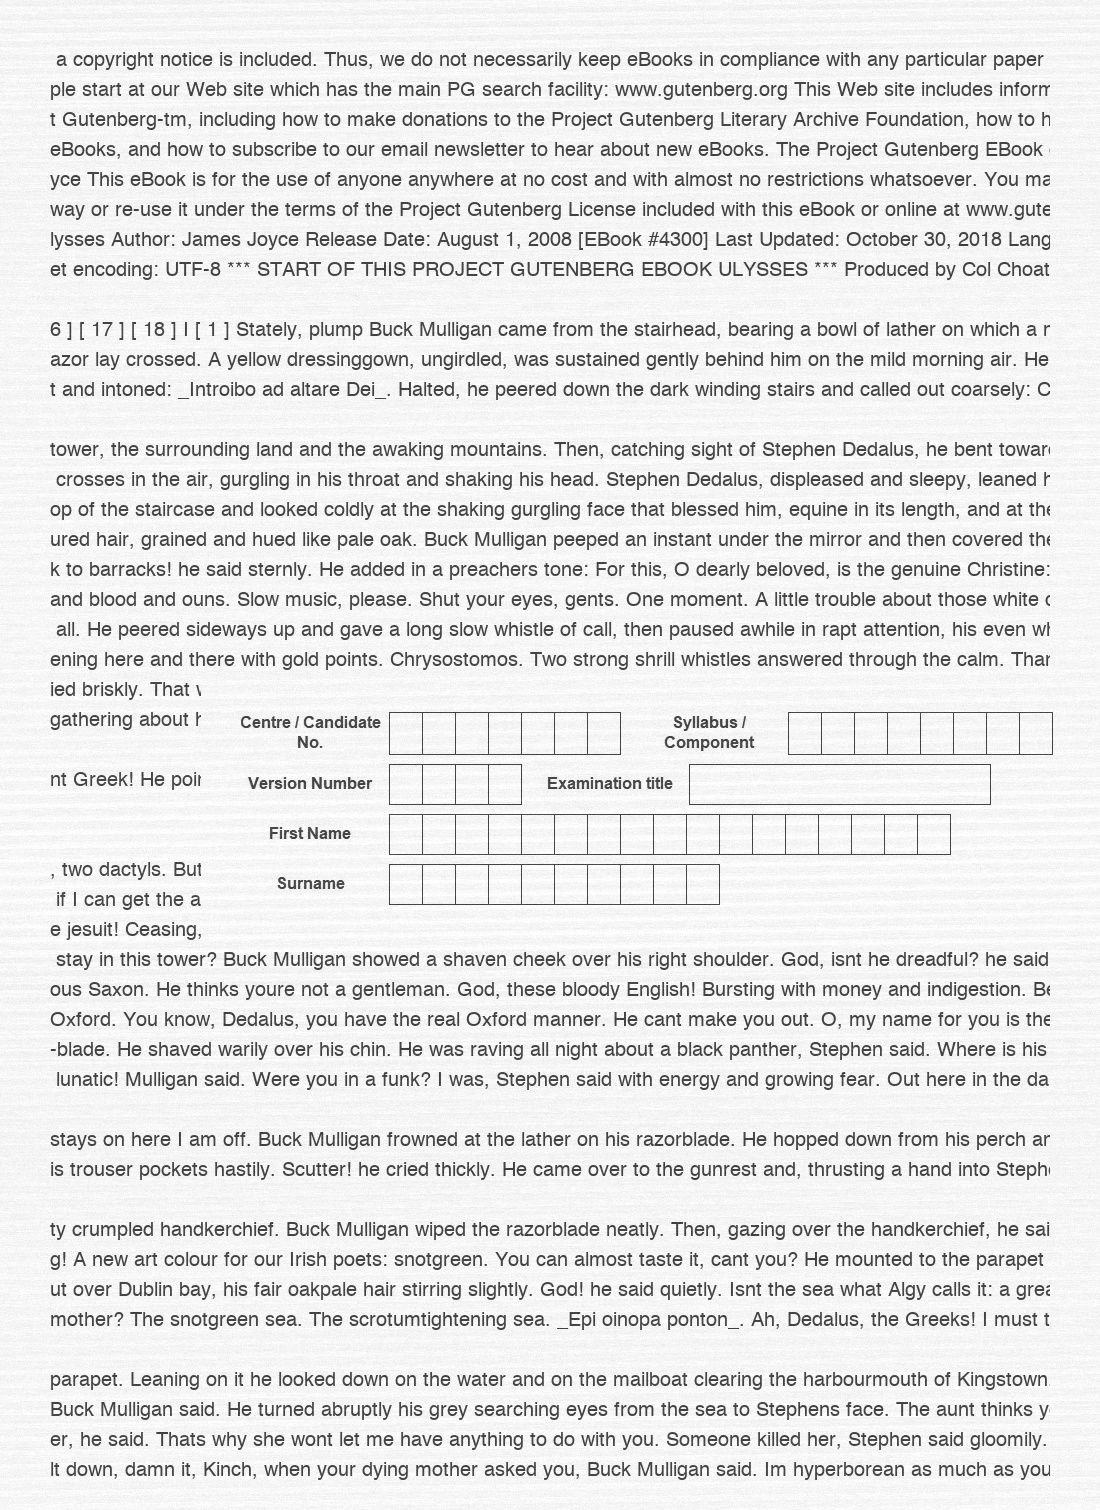 a copyright notice is included. Thus, we do not necessarily keep eBooks in compliance with any particular paper
ple start at our Web site which has the main PG search facility: www.gutenberg.org This Web site includes inform
t Gutenberg-tm, including how to make donations to the Project Gutenberg Literary Archive Foundation, how to h
eBooks, and how to subscribe to our email newsletter to hear about new eBooks. The Project Gutenberg EBook
yce This eBook is for the use of anyone anywhere at no cost and with almost no restrictions whatsoever. You ma
way or re-use it under the terms of the Project Gutenberg License included with this eBook or online at www.gute
lysses Author: James Joyce Release Date: August 1, 2008 [EBook #4300] Last Updated: October 30, 2018 Lang
et encoding: UTF-8 *** START OF THIS PROJECT GUTENBERG EBOOK ULYSSES *** Produced by Col Choat
6 ] [ 17 ] [ 18 ] I [ 1 ] Stately, plump Buck Mulligan came from the stairhead, bearing a bowl of lather on which a
azor lay crossed. A yellow dressinggown, ungirdled, was sustained gently behind him on the mild morning air. He
t and intoned: _Introibo ad altare Dei_. Halted, he peered down the dark winding stairs and called out coarsely: C
tower, the surrounding land and the awaking mountains. Then, catching sight of Stephen Dedalus, he bent towar
crosses in the air, gurgling in his throat and shaking his head. Stephen Dedalus, displeased and sleepy, leaned h
op of the staircase and looked coldly at the shaking gurgling face that blessed him, equine in its length, and at the
ured hair, grained and hued like pale oak. Buck Mulligan peeped an instant under the mirror and then covered the
k to barracks! he said sternly. He added in a preachers tone: For this, O dearly beloved, is the genuine Christine:
and blood and ouns. Slow music, please. Shut your eyes, gents. One moment. A little trouble about those white c
all. He peered sideways up and gave a long slow whistle of call, then paused awhile in rapt attention, his even wh
ening here and there with gold points. Chrysostomos. Two strong shrill whistles answered through the calm. Than
ied briskly. That
gathering about h
Centre / Candidate No.
Syllabus / Component
nt Greek! He poin
Version Number
Examination title
First Name
, two dactyls. But
Surname
if I can get the a
e jesuit! Ceasing,
stay in this tower? Buck Mulligan showed a shaven cheek over his right shoulder. God, isnt he dreadful? he said
ous Saxon. He thinks youre not a gentleman. God, these bloody English! Bursting with money and indigestion. Be
Oxford. You know, Dedalus, you have the real Oxford manner. He cant make you out. O, my name for you is the
-blade. He shaved warily over his chin. He was raving all night about a black panther, Stephen said. Where is his
lunatic! Mulligan said. Were you in a funk? I was, Stephen said with energy and growing fear. Out here in the da
stays on here I am off. Buck Mulligan frowned at the lather on his razorblade. He hopped down from his perch an
is trouser pockets hastily. Scutter! he cried thickly. He came over to the gunrest and, thrusting a hand into Steph
ty crumpled handkerchief. Buck Mulligan wiped the razorblade neatly. Then, gazing over the handkerchief, he sai
g! A new art colour for our Irish poets: snotgreen. You can almost taste it, cant you? He mounted to the parapet
ut over Dublin bay, his fair oakpale hair stirring slightly. God! he said quietly. Isnt the sea what Algy calls it: a grea
mother? The snotgreen sea. The scrotumtightening sea. _Epi oinopa ponton_. Ah, Dedalus, the Greeks! I must t
parapet. Leaning on it he looked down on the water and on the mailboat clearing the harbourmouth of Kingstown
Buck Mulligan said. He turned abruptly his grey searching eyes from the sea to Stephens face. The aunt thinks y
er, he said. Thats why she wont let me have anything to do with you. Someone killed her, Stephen said gloomily.
lt down, damn it, Kinch, when your dying mother asked you, Buck Mulligan said. Im hyperborean as much as you